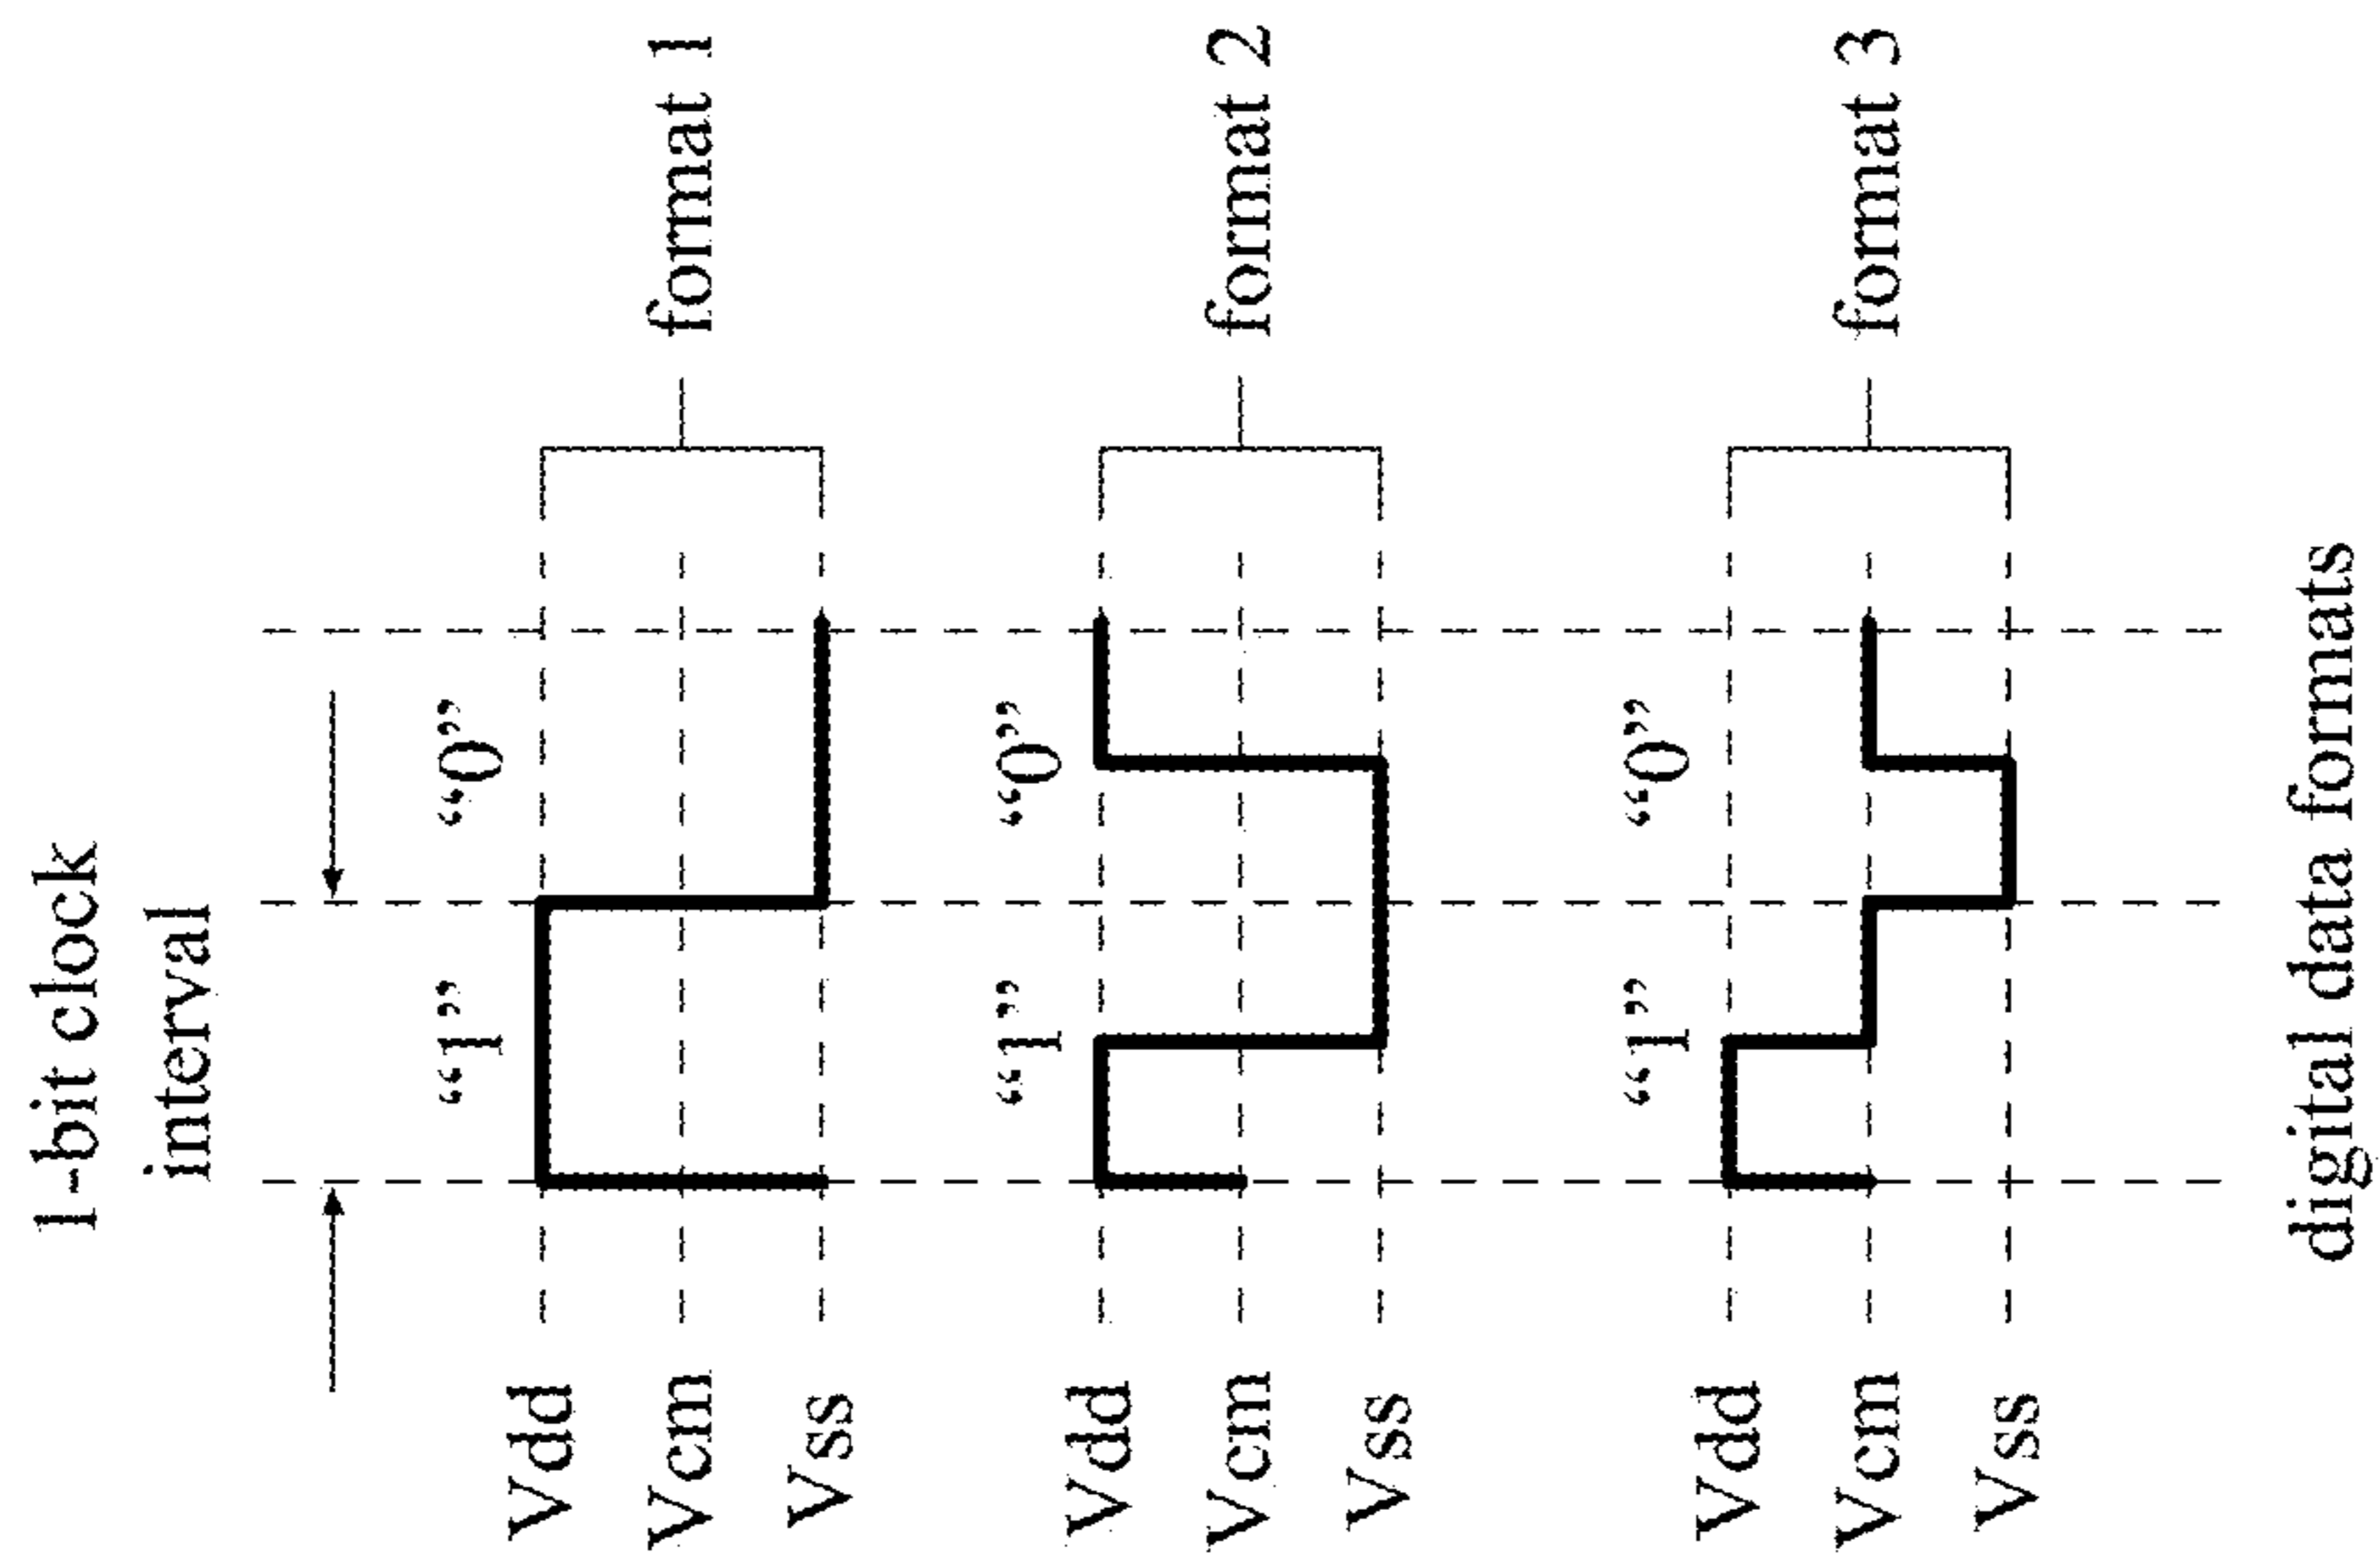 1-bit clock
interval
“1” “0”
Vdd
Vcm
Vss
format 1
“1” “0”
Vdd
Vcm
Vss
format 2
“1” “0”
Vdd
Vcm
Vss
format 3
digital data formats